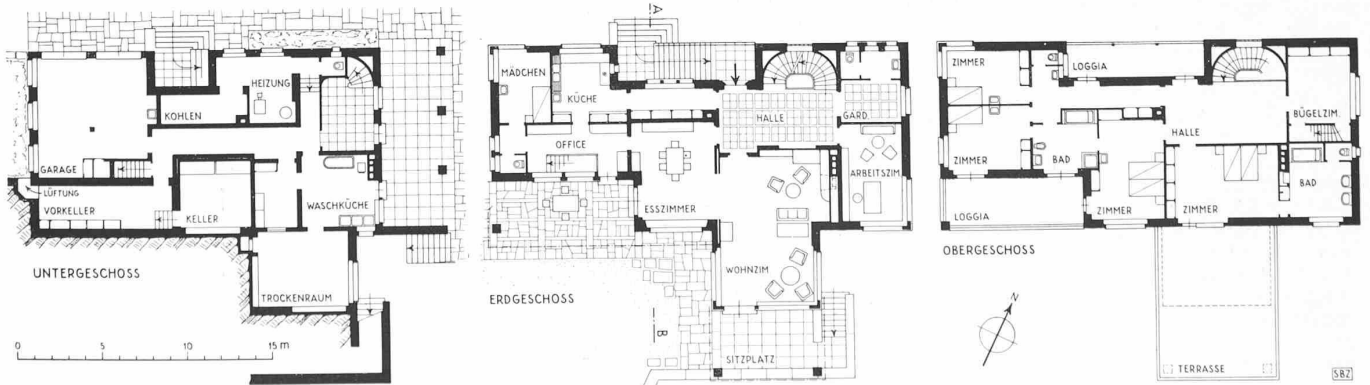 HEIZUNG
KOHLEN
GARAGE
LÜFTUNG
VORKELLER
KELLER
WASCHKÜCHE
TROCKENRAUM
UNTERGESCHOSS
0 5 10 15 m
A
MÄDCHEN
KÜCHE
HALLE
GARD.
OFFICE
ARBEITSZIM.
ESSZIMMER
WOHNZIM.
ERDGESCHOSS
B
SITZPLATZ
ZIMMER
LOGGIA
HALLE
BÜGELZIM.
ZIMMER
BAD
BAD
LOGGIA
ZIMMER
ZIMMER
OBERGESCHOSS
N
TERRASSE
SBZ